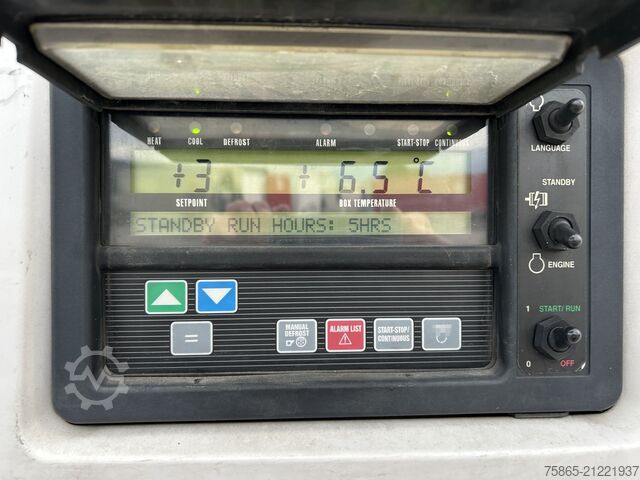 HEAT COOL DEFROST ALARM START-STOP CONTINUOUS
+3 + 6.5 °C
SETPOINT BOX TEMPERATURE
STANDBY RUN HOURS: 5HRS
LANGUAGE
STANDBY
ENGINE
1 START/RUN
0 OFF
=
MANUAL DEFROST
ALARM LIST
START-STOP/
CONTINUOUS
75865-21221937